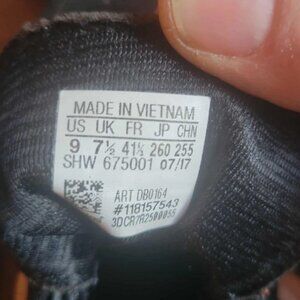 MADE IN VIETNAM
US UK FR JP CHN
9 7½ 41⅓ 260 255
SHW 675001 07/17
ART DB0164
#118157543
3DCR7R2500055